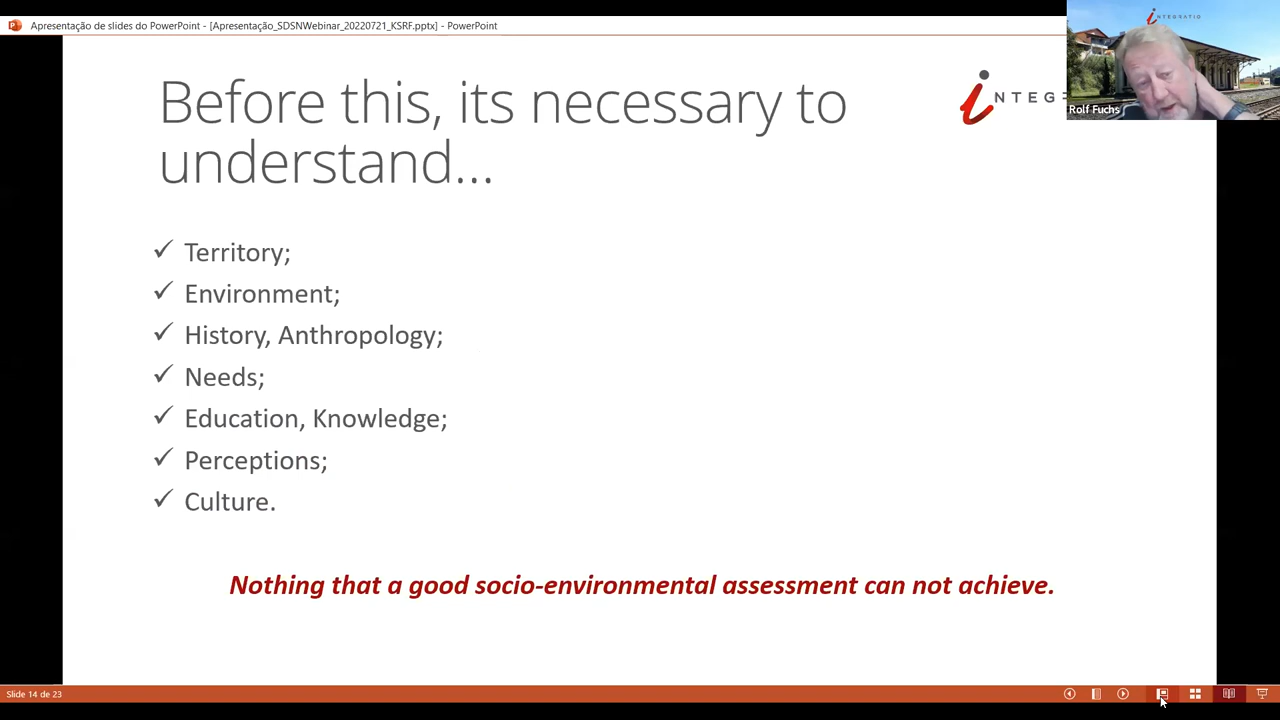 Apresentação de slides do PowerPoint - [Apresentação_SDSNWebinar_20220721_KSRF.pptx] - PowerPoint
INTEGRATIO
Before this, its necessary to
understand...
INTEG
Rolf Fuchs
✓ Territory;
✓ Environment;
✓ History, Anthropology;
✓ Needs;
✓ Education, Knowledge;
✓ Perceptions;
✓ Culture.
Nothing that a good socio-environmental assessment can not achieve.
Slide 14 de 23